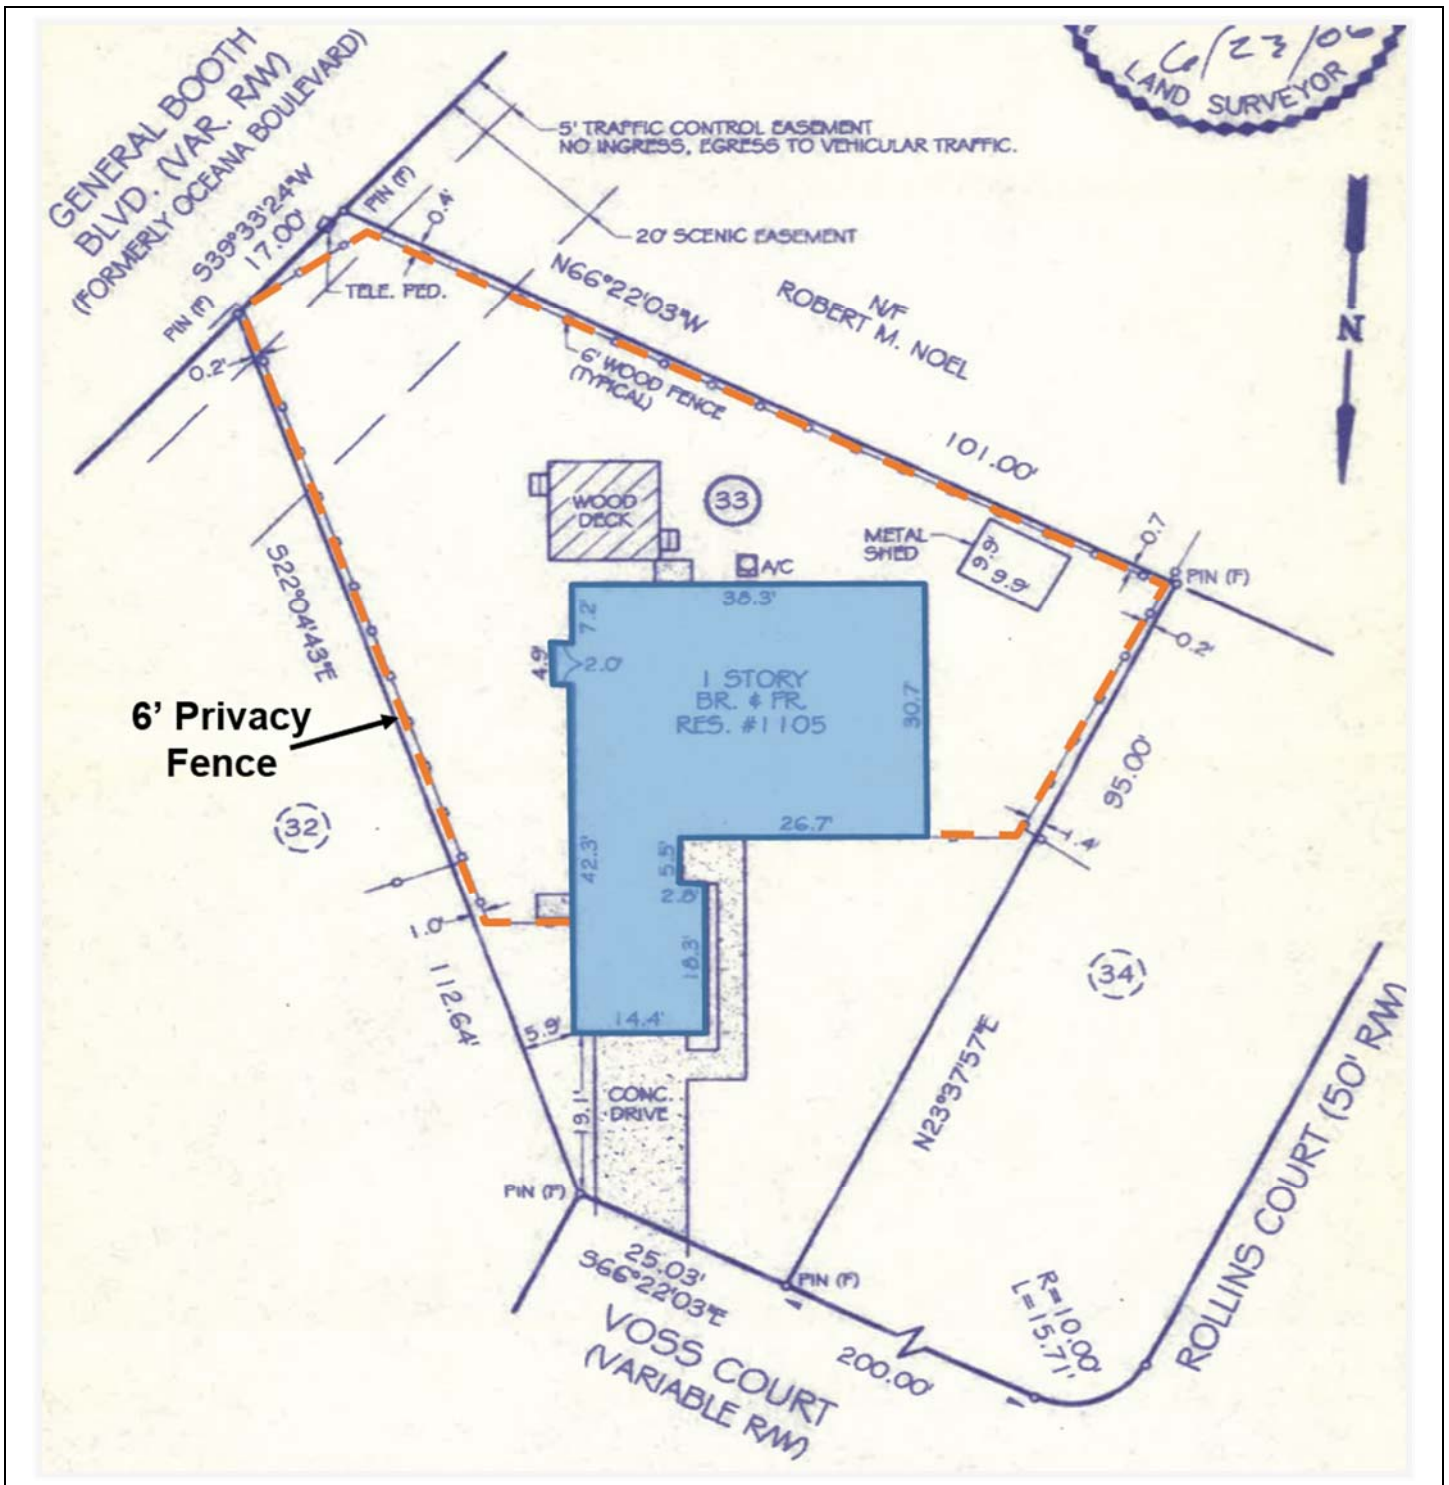 6/23/06
LAND SURVEYOR
GENERAL BOOTH
BLVD. (VAR. R/W)
(FORMERLY OCEANA BOULEVARD)
S39°33'24"W
17.00'
PIN (F)
PIN (F)
5' TRAFFIC CONTROL EASEMENT
NO INGRESS, EGRESS TO VEHICULAR TRAFFIC.
0.4'
20' SCENIC EASEMENT
TELE. PED.
N66°22'03"W
N/F
ROBERT M. NOEL
N
0.2'
6' WOOD FENCE
(TYPICAL)
101.00'
WOOD
DECK
33
METAL
SHED
9.9'
9.9'
0.7
PIN (F)
A/C
S22°04'43"E
38.3'
7.2'
4.9'
2.0'
0.2'
1 STORY
BR. & FR.
RES. #1105
30.7'
6' Privacy
Fence
95.00'
32
26.7'
1.4'
42.3'
5.5'
2.8'
1.0'
18.3'
34
112.64'
5.9'
14.4'
N23°37'57"E
CONC.
DRIVE
19.1'
PIN (F)
25.03'
S66°22'03"E
PIN (F)
VOSS COURT
(VARIABLE R/W)
200.00'
R=10.00'
L=15.71'
ROLLINS COURT (50' R/W)